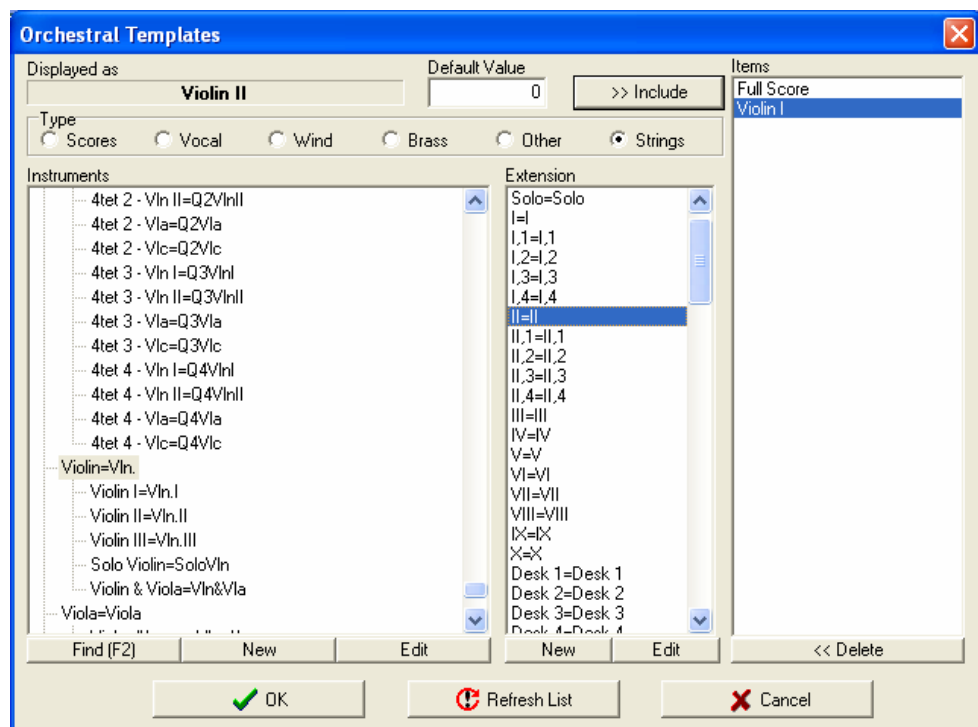 Orchestral Templates
Displayed as
Violin II
Default Value
0
>> Include
Items
Full Score
Violin I
Type
Scores
Vocal
Wind
Brass
Other
Strings
Instruments
4tet 2 - Vln II=Q2VlnII
4tet 2 - Vla=Q2Vla
4tet 2 - Vlc=Q2Vlc
4tet 3 - Vln I=Q3VlnI
4tet 3 - Vln II=Q3VlnII
4tet 3 - Vla=Q3Vla
4tet 3 - Vlc=Q3Vlc
4tet 4 - Vln I=Q4VlnI
4tet 4 - Vln II=Q4VlnII
4tet 4 - Vla=Q4Vla
4tet 4 - Vlc=Q4Vlc
Violin=Vln.
Violin I=Vln.I
Violin II=Vln.II
Violin III=Vln.III
Solo Violin=SoloVln
Violin & Viola=Vln&Vla
Viola=Viola
Extension
Solo=Solo
I=I
I,1=I,1
I,2=I,2
I,3=I,3
I,4=I,4
II=II
II,1=II,1
II,2=II,2
II,3=II,3
II,4=II,4
III=III
IV=IV
V=V
VI=VI
VII=VII
VIII=VIII
IX=IX
X=X
Desk 1=Desk 1
Desk 2=Desk 2
Desk 3=Desk 3
Desk 4=Desk 4
Find (F2)
New
Edit
New
Edit
<< Delete
OK
Refresh List
Cancel